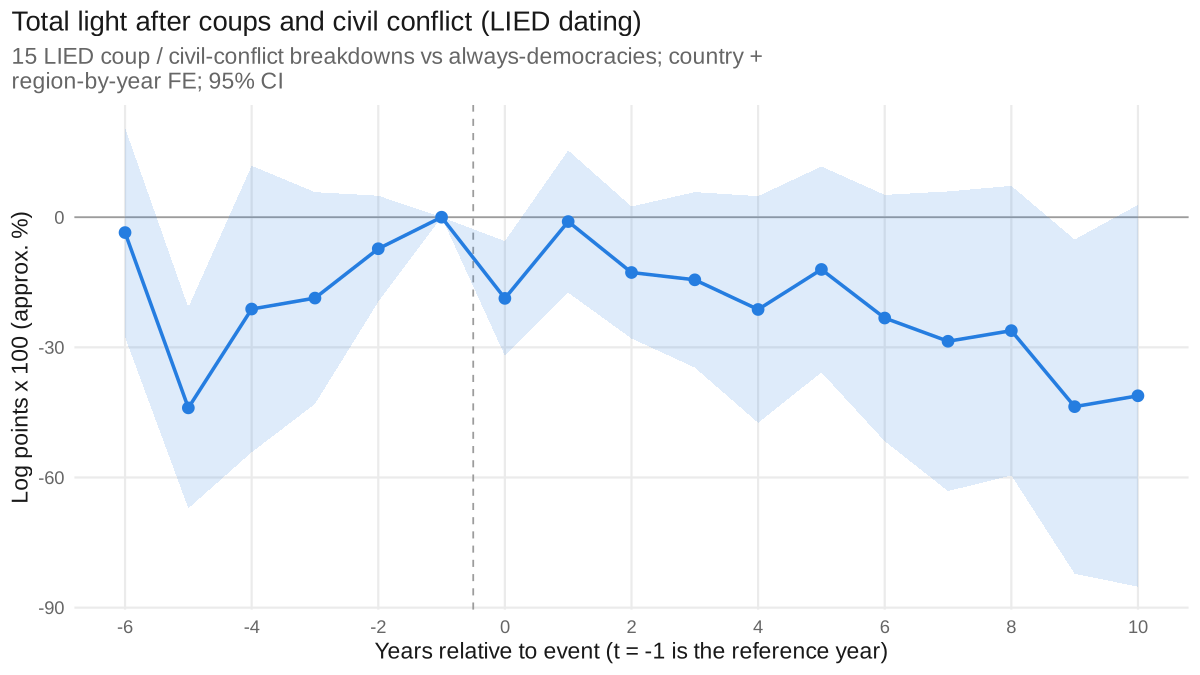 Total light after coups and civil conflict (LIED dating)
15 LIED coup / civil-conflict breakdowns vs always-democracies; country +
region-by-year FE; 95% CI
Log points x 100 (approx. %)
0
-30
-60
-90
-6
-4
-2
0
2
4
6
8
10
Years relative to event (t = -1 is the reference year)